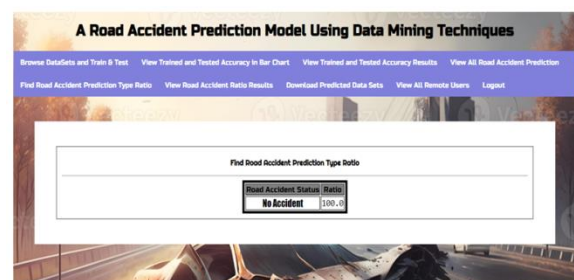 A Road Accident Prediction Model Using Data Mining Techniques
Browse DataSets and Train & Test View Trained and Tested Accuracy in Bar Chart View Trained and Tested Accuracy Results View All Road Accident Prediction
Find Road Accident Prediction Type Ratio View Road Accident Ratio Results Download Predicted Data Sets View All Remote Users Logout
Find Road Accident Prediction Type Ratio
Road Accident Status Ratio
No Accident 100.0